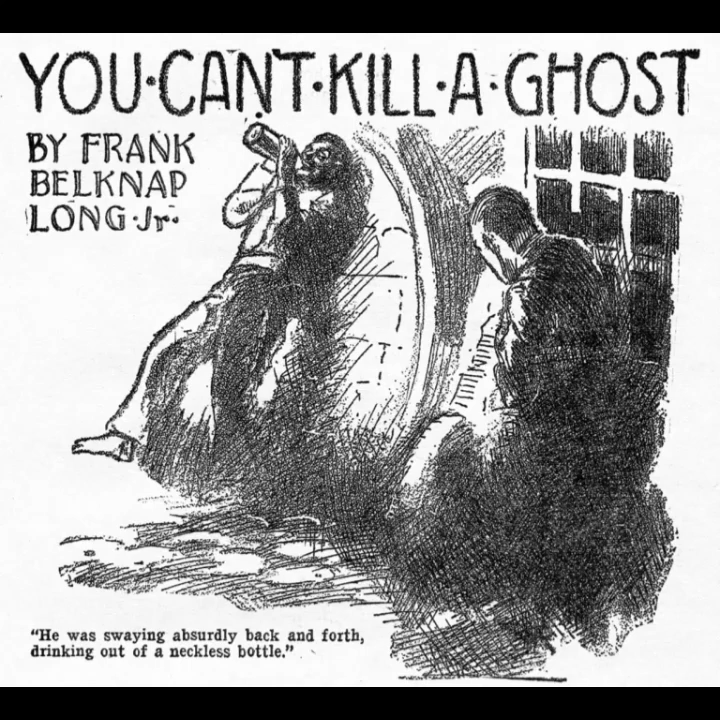 YOU·CAN'T·KILL·A·GHOST
BY FRANK
BELKNAP
LONG·Jr·
"He was swaying absurdly back and forth,
drinking out of a neckless bottle."